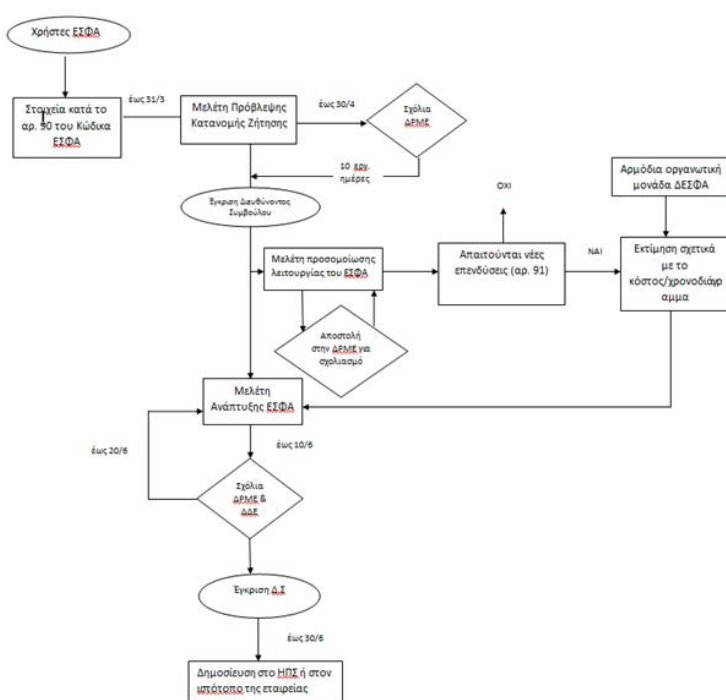 Χρήστες ΕΣΦΑ
Στοιχεία κατά το
αρ. 90 του Κώδικα
ΕΣΦΑ
έως 31/3
Μελέτη Πρόβλεψης
Κατανομής Ζήτησης
έως 30/4
Σχόλια
ΔΡΜΕ
10 εργ.
ημέρες
Έγκριση Διευθύνοντος
Συμβούλου
Μελέτη προσομοίωσης
λειτουργίας του ΕΣΦΑ
Αποστολή
στην ΔΡΜΕ για
σχολιασμό
ΟΧΙ
Απαιτούνται νέες
επενδύσεις (αρ. 91)
ΝΑΙ
Αρμόδια οργανωτική
μονάδα ΔΕΣΦΑ
Εκτίμηση σχετικά
με το
κόστος/χρονοδιάγρ
αμμα
Μελέτη
Ανάπτυξης ΕΣΦΑ
έως 20/6
έως 10/6
Σχόλια
ΔΡΜΕ &
ΔΔΕ
Έγκριση Δ.Σ
έως 30/6
Δημοσίευση στο ΗΠΣ ή στον
ιστότοπο της εταιρείας